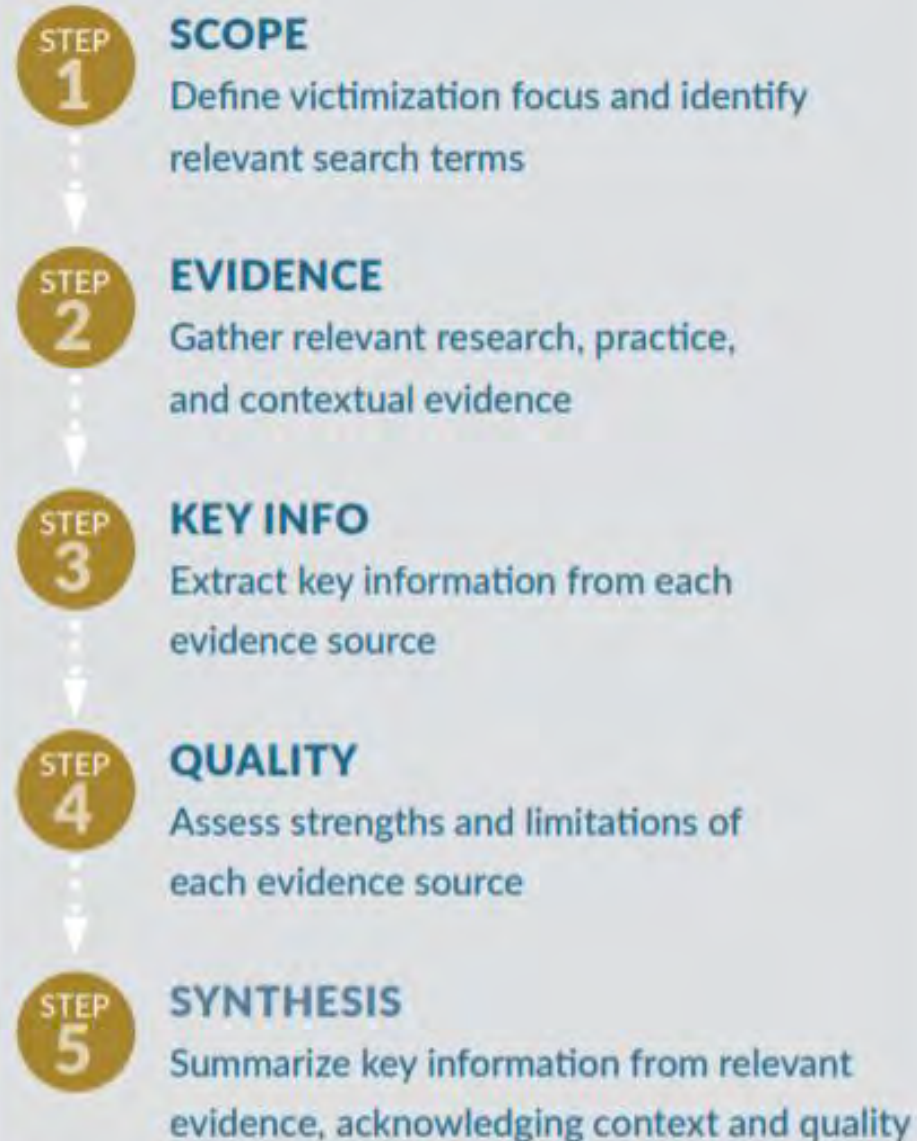 STEP
1
SCOPE
Define victimization focus and identify
relevant search terms
STEP
2
EVIDENCE
Gather relevant research, practice,
and contextual evidence
STEP
3
KEY INFO
Extract key information from each
evidence source
STEP
4
QUALITY
Assess strengths and limitations of
each evidence source
STEP
5
SYNTHESIS
Summarize key information from relevant
evidence, acknowledging context and quality